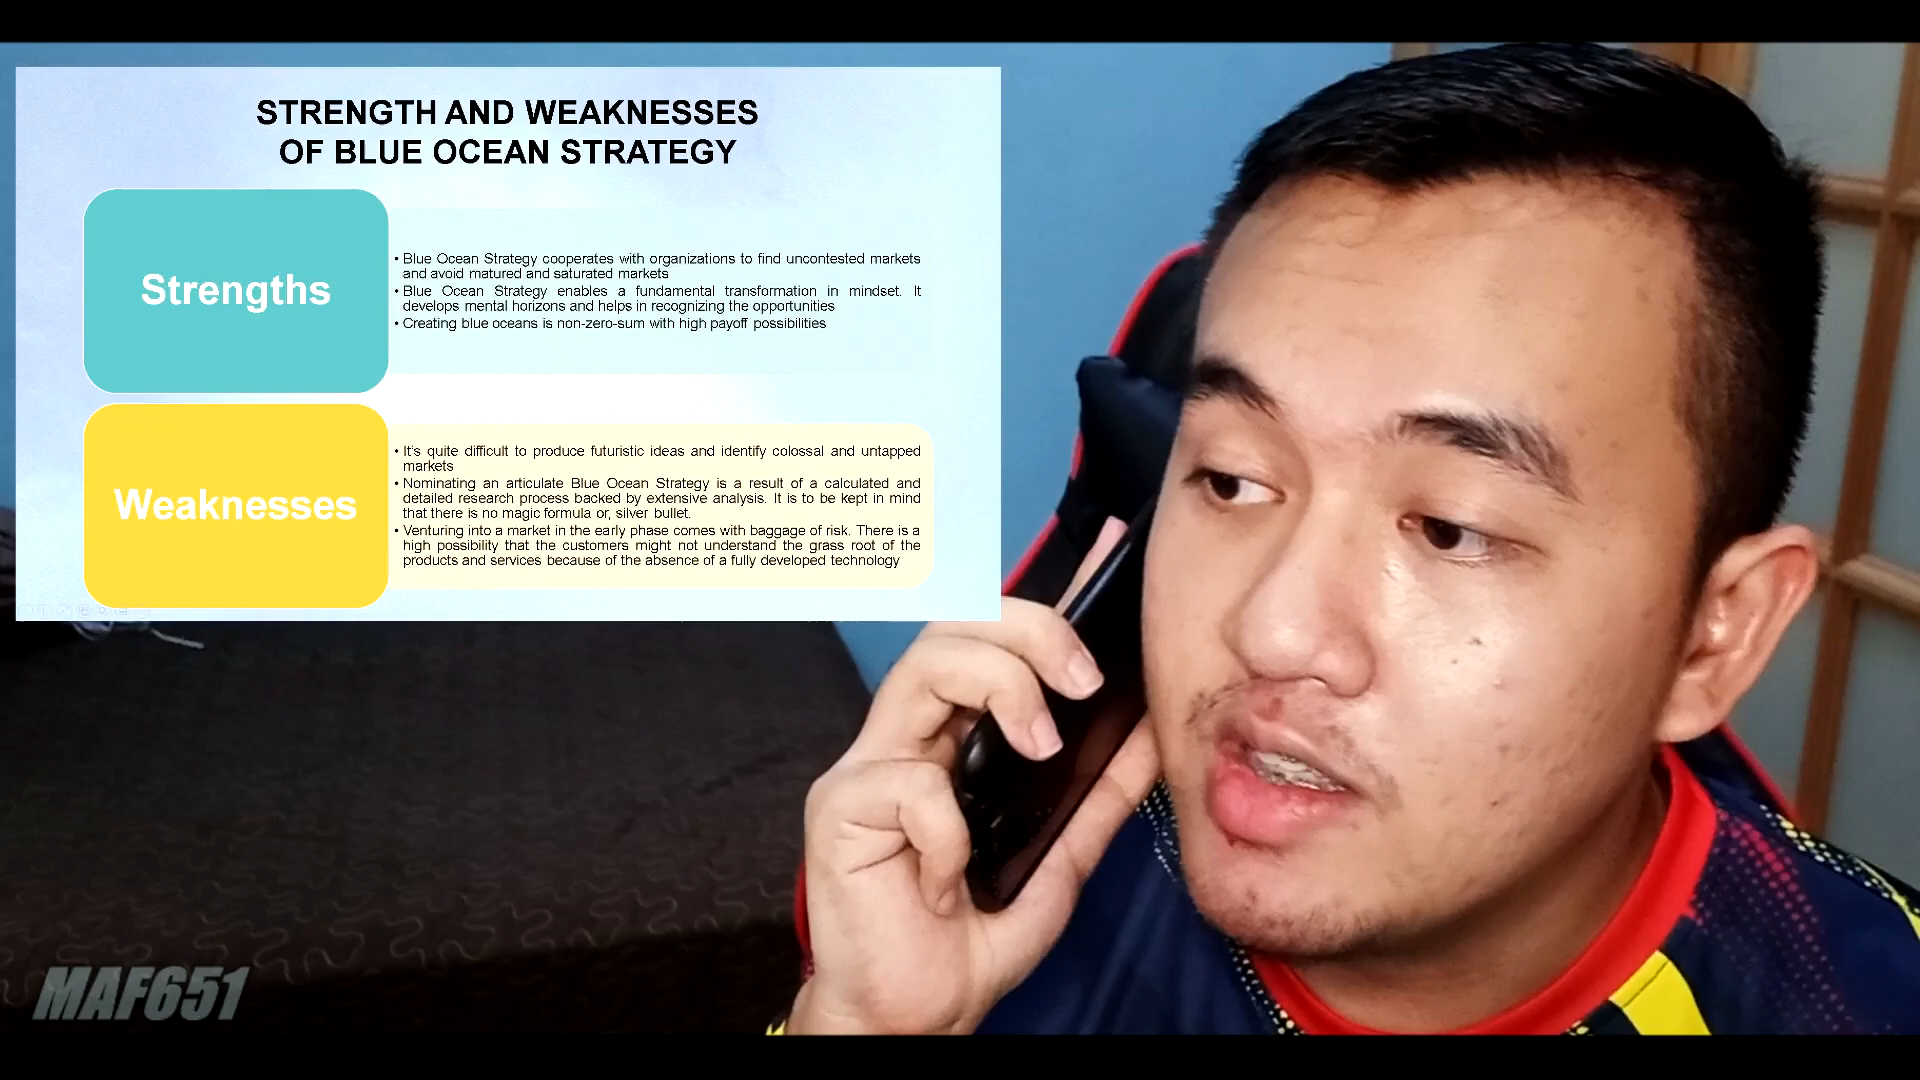 STRENGTH AND WEAKNESSES
OF BLUE OCEAN STRATEGY
Strengths
• Blue Ocean Strategy cooperates with organizations to find uncontested markets
and avoid matured and saturated markets
• Blue Ocean Strategy enables a fundamental transformation in mindset. It
develops mental horizons and helps in recognizing the opportunities
• Creating blue oceans is non-zero-sum with high payoff possibilities
Weaknesses
• It's quite difficult to produce futuristic ideas and identify colossal and untapped
markets
• Nominating an articulate Blue Ocean Strategy is a result of a calculated and
detailed research process backed by extensive analysis. It is to be kept in mind
that there is no magic formula or, silver bullet.
• Venturing into a market in the early phase comes with baggage of risk. There is a
high possibility that the customers might not understand the grass root of the
products and services because of the absence of a fully developed technology
MAF651